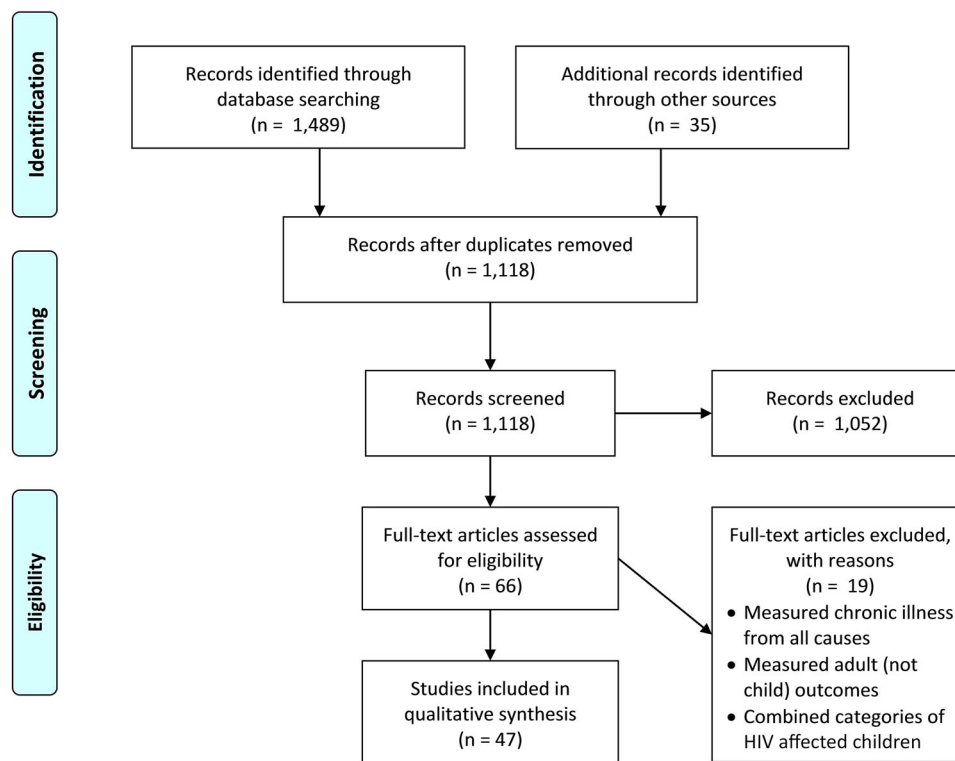 Identification
Records identified through
database searching
(n = 1,489)
Additional records identified
through other sources
(n = 35)
Records after duplicates removed
(n = 1,118)
Screening
Records screened
(n = 1,118)
Records excluded
(n = 1,052)
Eligibility
Full-text articles assessed
for eligibility
(n = 66)
Full-text articles excluded,
with reasons
(n = 19)
• Measured chronic illness
from all causes
• Measured adult (not
child) outcomes
• Combined categories of
HIV affected children
Studies included in
qualitative synthesis
(n = 47)